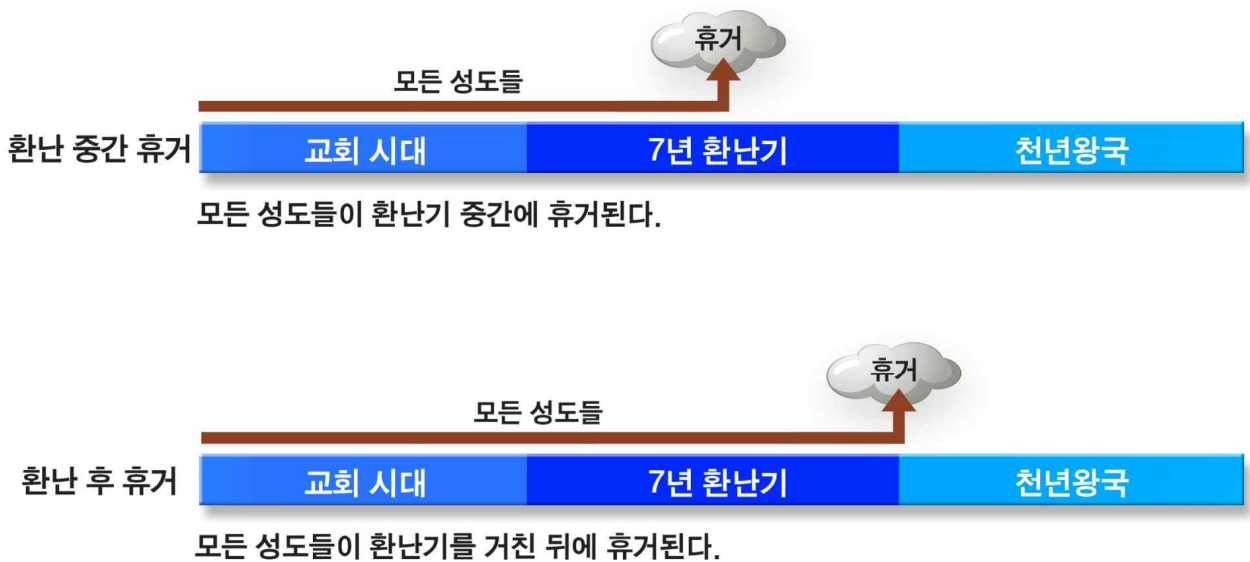 휴거
모든 성도들
환난 중간 휴거 교회 시대 7년 환난기 천년왕국
모든 성도들이 환난기 중간에 휴거된다.
휴거
모든 성도들
환난 후 휴거 교회 시대 7년 환난기 천년왕국
모든 성도들이 환난기를 거친 뒤에 휴거된다.